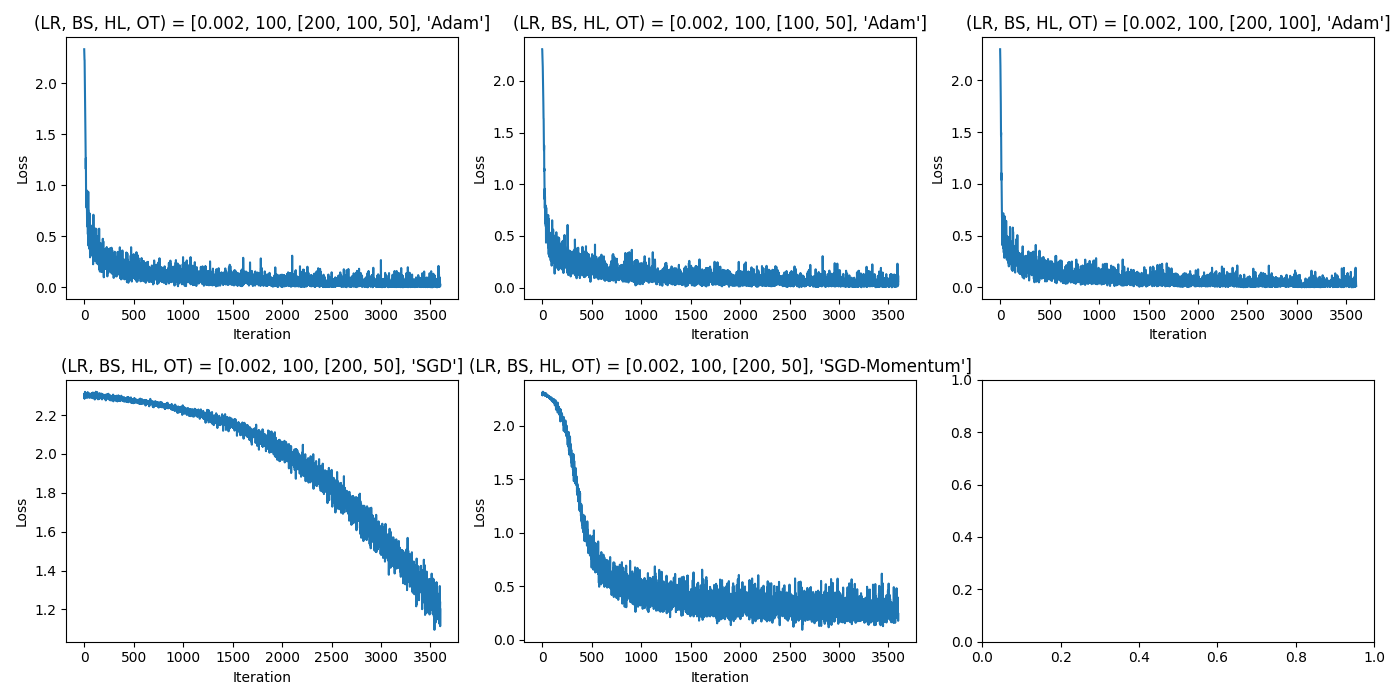 (LR, BS, HL, OT) = [0.002, 100, [200, 100, 50], 'Adam']
2.0
1.5
1.0
0.5
0.0
Loss
0 500 1000 1500 2000 2500 3000 3500
Iteration
(LR, BS, HL, OT) = [0.002, 100, [100, 50], 'Adam']
2.0
1.5
1.0
0.5
0.0
Loss
0 500 1000 1500 2000 2500 3000 3500
Iteration
(LR, BS, HL, OT) = [0.002, 100, [200, 100], 'Adam']
2.0
1.5
1.0
0.5
0.0
Loss
0 500 1000 1500 2000 2500 3000 3500
Iteration
(LR, BS, HL, OT) = [0.002, 100, [200, 50], 'SGD']
2.2
2.0
1.8
1.6
1.4
1.2
Loss
0 500 1000 1500 2000 2500 3000 3500
Iteration
(LR, BS, HL, OT) = [0.002, 100, [200, 50], 'SGD-Momentum']
2.0
1.5
1.0
0.5
0.0
Loss
0 500 1000 1500 2000 2500 3000 3500
Iteration
1.0
0.8
0.6
0.4
0.2
0.0
0.0 0.2 0.4 0.6 0.8 1.0